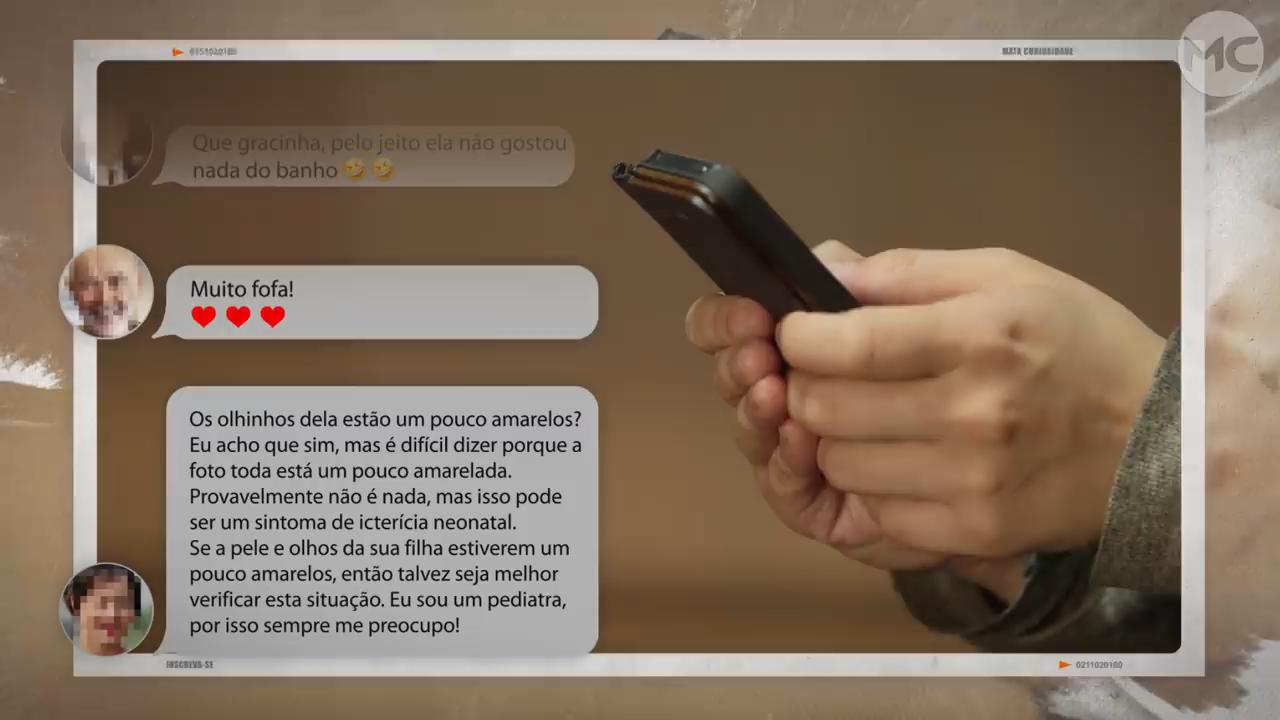 MATA CURIOSIDADE
MC
Que gracinha, pelo jeito ela não gostou
nada do banho 🤣 🤣
Muito fofa!
❤ ❤ ❤
Os olhinhos dela estão um pouco amarelos?
Eu acho que sim, mas é difícil dizer porque a
foto toda está um pouco amarelada.
Provavelmente não é nada, mas isso pode
ser um sintoma de icterícia neonatal.
Se a pele e olhos da sua filha estiverem um
pouco amarelos, então talvez seja melhor
verificar esta situação. Eu sou um pediatra,
por isso sempre me preocupo!
INSCREVA-SE
0211020160